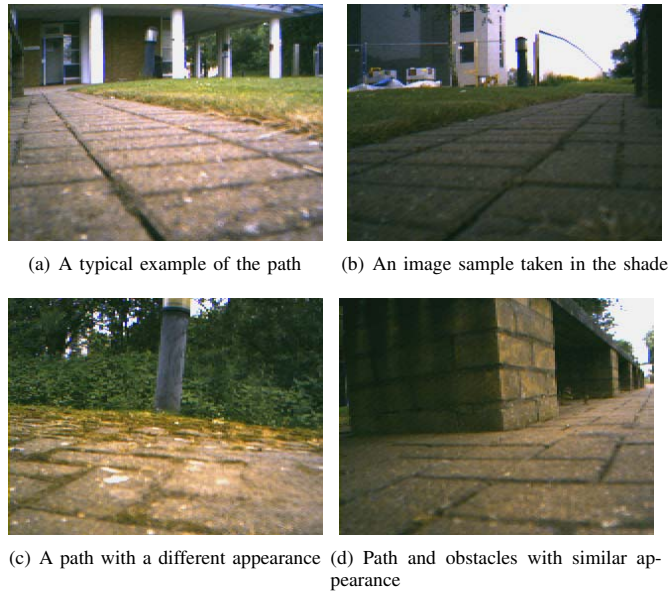 (a) A typical example of the path
(b) An image sample taken in the shade
(c) A path with a different appearance
(d) Path and obstacles with similar ap-
pearance